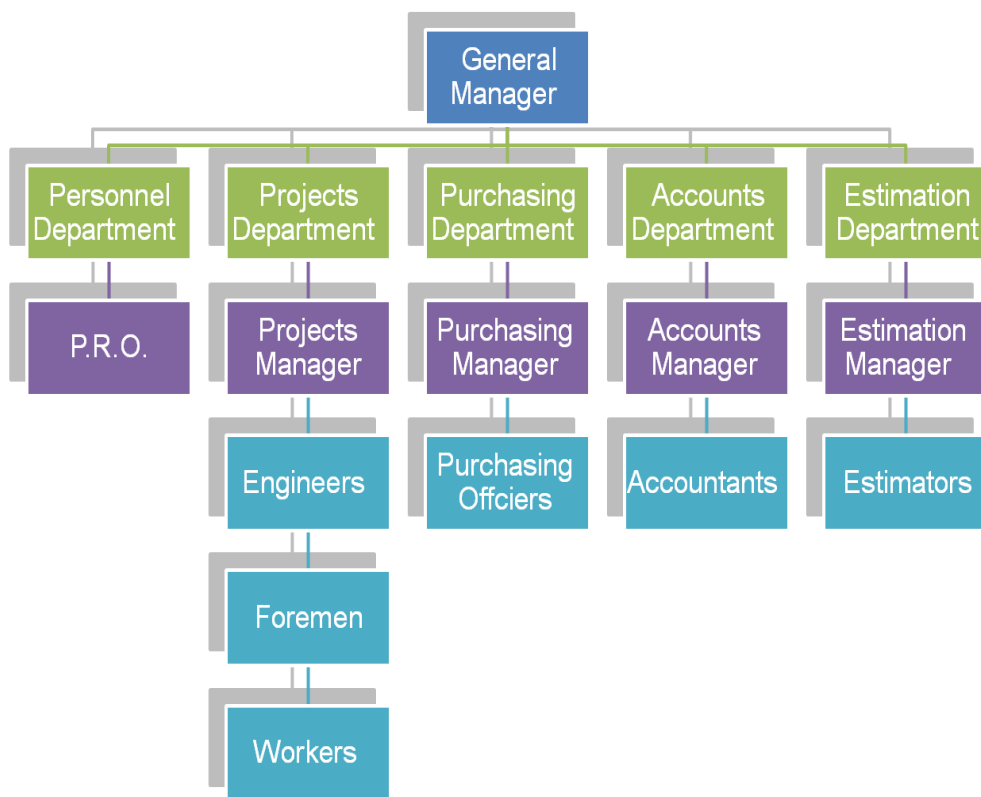 General
Manager
Personnel
Department
Projects
Department
Purchasing
Department
Accounts
Department
Estimation
Department
P.R.O.
Projects
Manager
Purchasing
Manager
Accounts
Manager
Estimation
Manager
Engineers
Purchasing
Offciers
Accountants
Estimators
Foremen
Workers